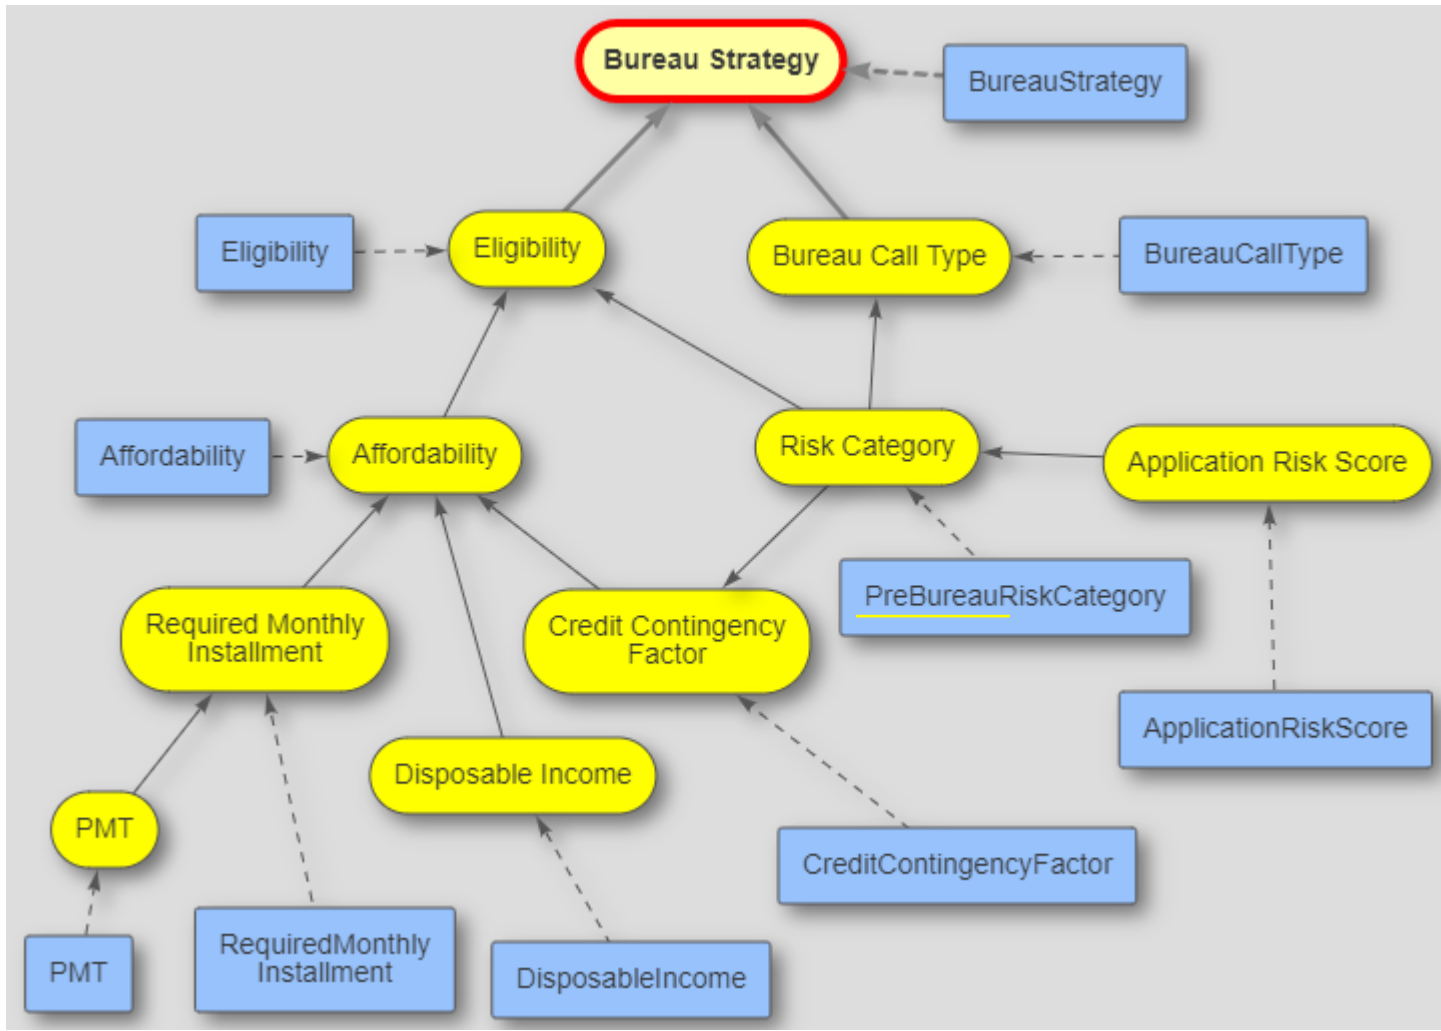 Bureau Strategy
BureauStrategy
Eligibility
Eligibility
Bureau Call Type
BureauCallType
Affordability
Affordability
Risk Category
Application Risk Score
Required Monthly
Installment
Credit Contingency
Factor
PreBureauRiskCategory
ApplicationRiskScore
Disposable Income
PMT
CreditContingencyFactor
PMT
RequiredMonthly
Installment
DisposableIncome